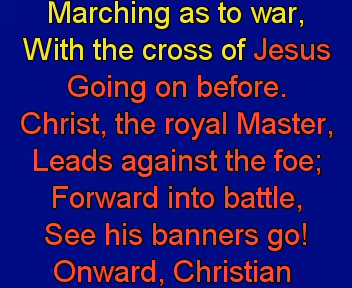 Marching as to war,
With the cross of Jesus
Going on before.
Christ, the royal Master,
Leads against the foe;
Forward into battle,
See his banners go!
Onward, Christian